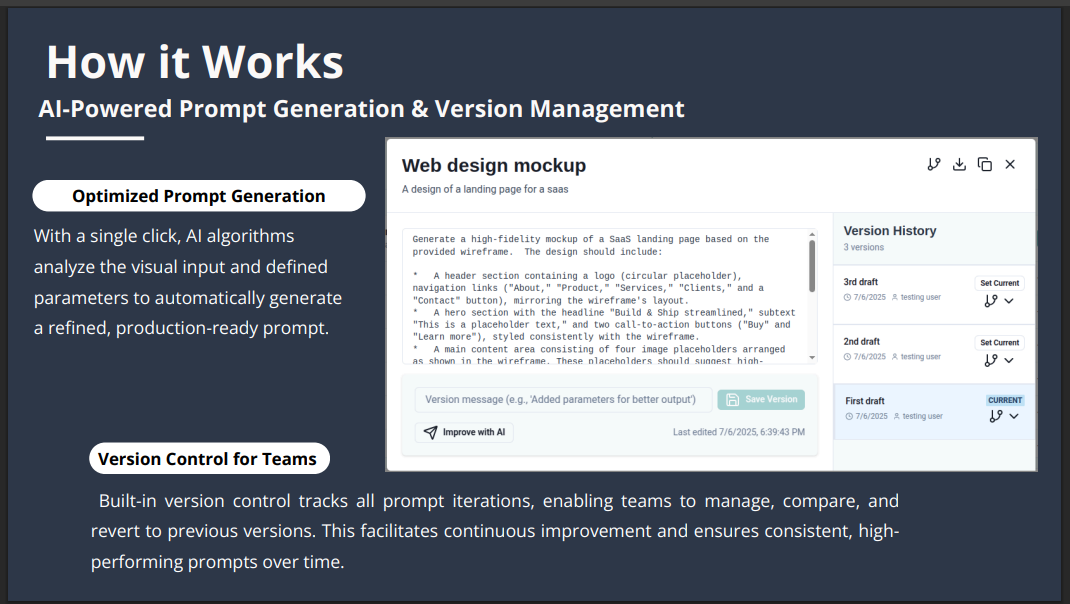 How it Works
AI-Powered Prompt Generation & Version Management
Optimized Prompt Generation
With a single click, AI algorithms
analyze the visual input and defined
parameters to automatically generate
a refined, production-ready prompt.
Web design mockup
A design of a landing page for a saas
Generate a high-fidelity mockup of a SaaS landing page based on the
provided wireframe.  The design should include:
*   A header section containing a logo (circular placeholder),
navigation links ("About," "Product," "Services," "Clients," and a
"Contact" button), mirroring the wireframe's layout.
*   A hero section with the headline "Build & Ship streamlined," subtext
"This is a placeholder text," and two call-to-action buttons ("Buy" and
"Learn more"), styled consistently with the wireframe.
*   A main content area consisting of four image placeholders arranged
as shown in the wireframe. These placeholders should suggest high-
Version message (e.g., 'Added parameters for better output')
Save Version
Improve with AI
Last edited 7/6/2025, 6:39:43 PM
Version History
3 versions
3rd draft
Set Current
7/6/2025 testing user
2nd draft
Set Current
7/6/2025 testing user
First draft
CURRENT
7/6/2025 testing user
Version Control for Teams
Built-in version control tracks all prompt iterations, enabling teams to manage, compare, and
revert to previous versions. This facilitates continuous improvement and ensures consistent, high-
performing prompts over time.